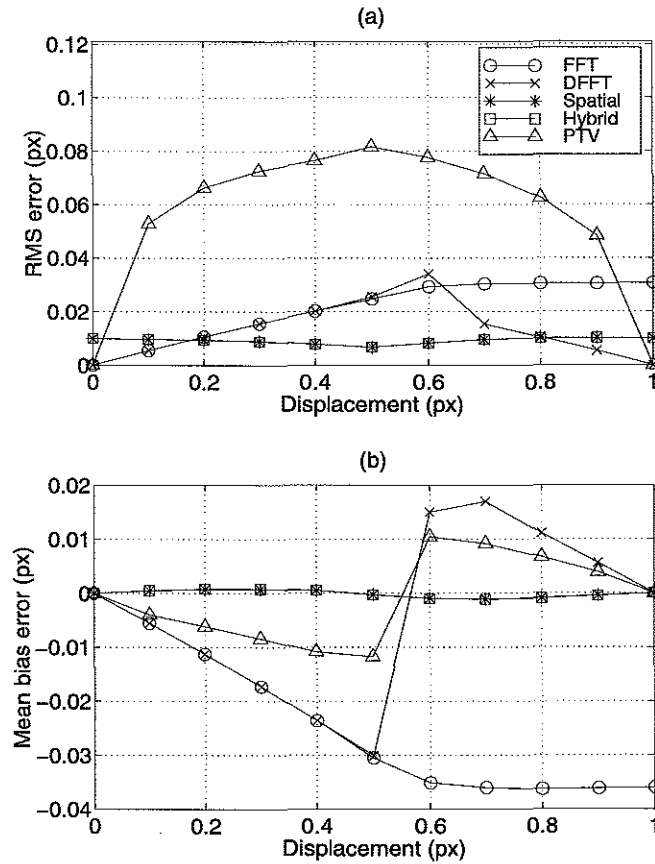 (a)
0.12
0.1
0.08
0.06
0.04
0.02
0
RMS error (px)
FFT
DFFT
Spatial
Hybrid
PTV
0 0.2 0.4 0.6 0.8 1
Displacement (px)
(b)
0.02
0.01
0
−0.01
−0.02
−0.03
−0.04
Mean bias error (px)
0 0.2 0.4 0.6 0.8 1
Displacement (px)